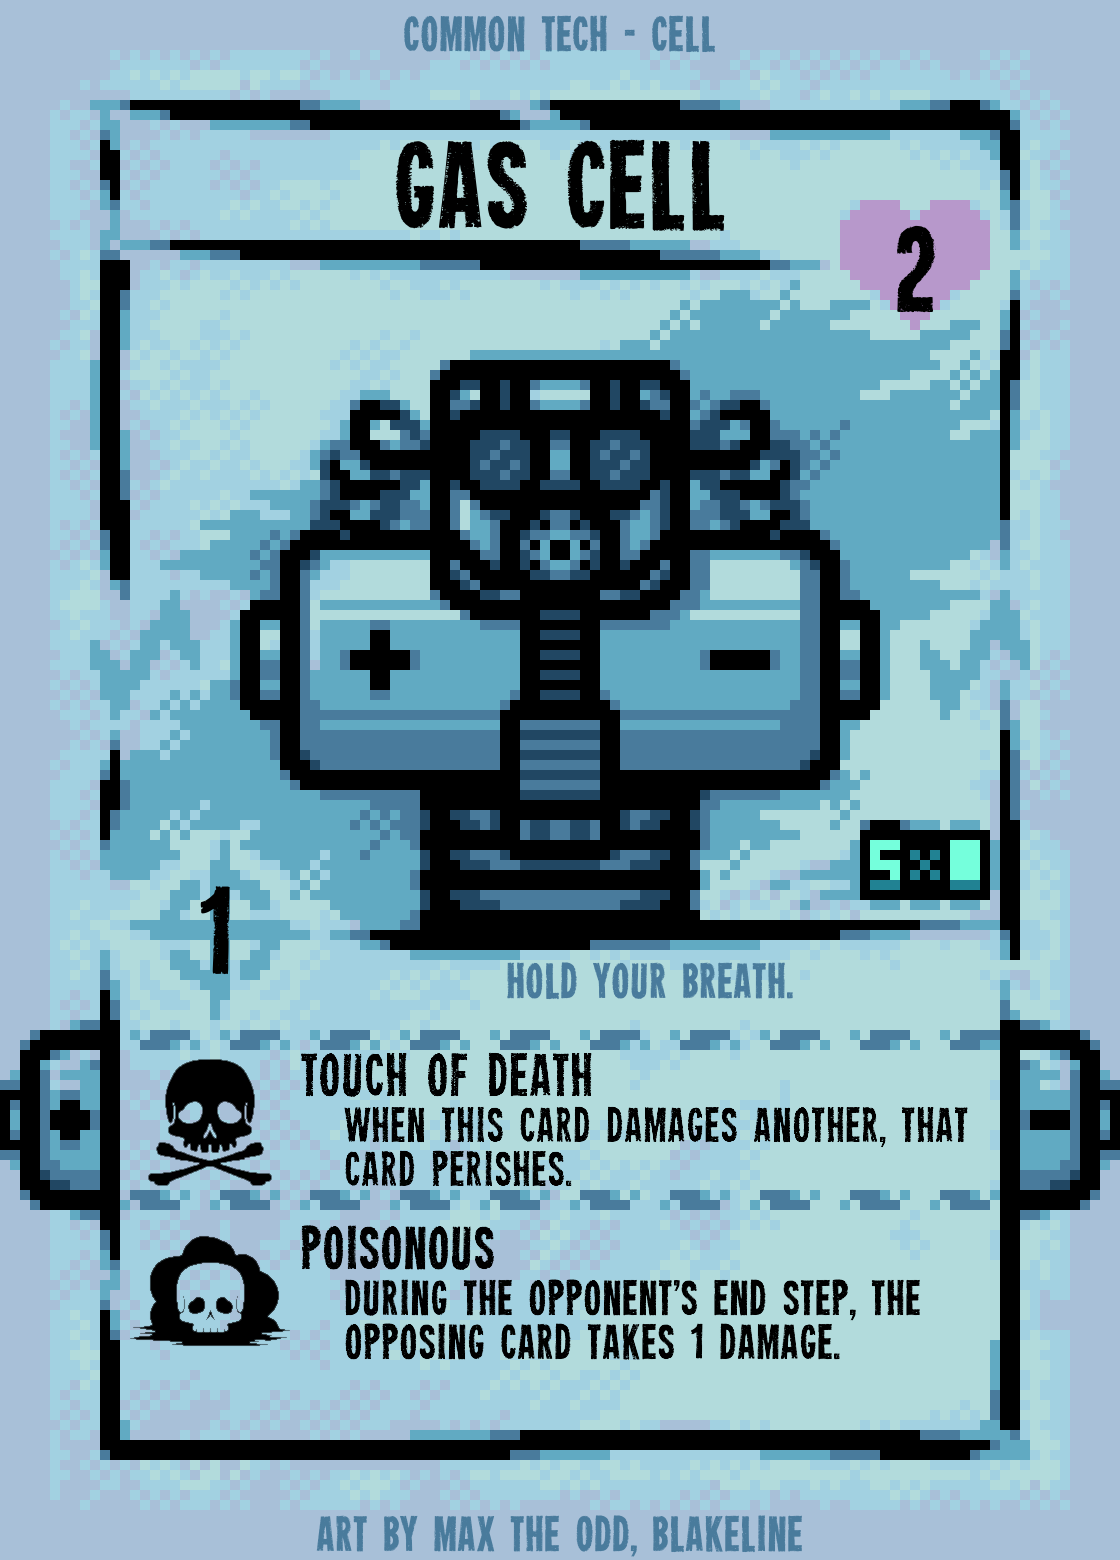 COMMON TECH - CELL
GAS CELL
2
+ -
5x
1
HOLD YOUR BREATH.
TOUCH OF DEATH
WHEN THIS CARD DAMAGES ANOTHER, THAT
CARD PERISHES.
+ -
POISONOUS
DURING THE OPPONENT'S END STEP, THE
OPPOSING CARD TAKES 1 DAMAGE.
ART BY MAX THE ODD, BLAKELINE